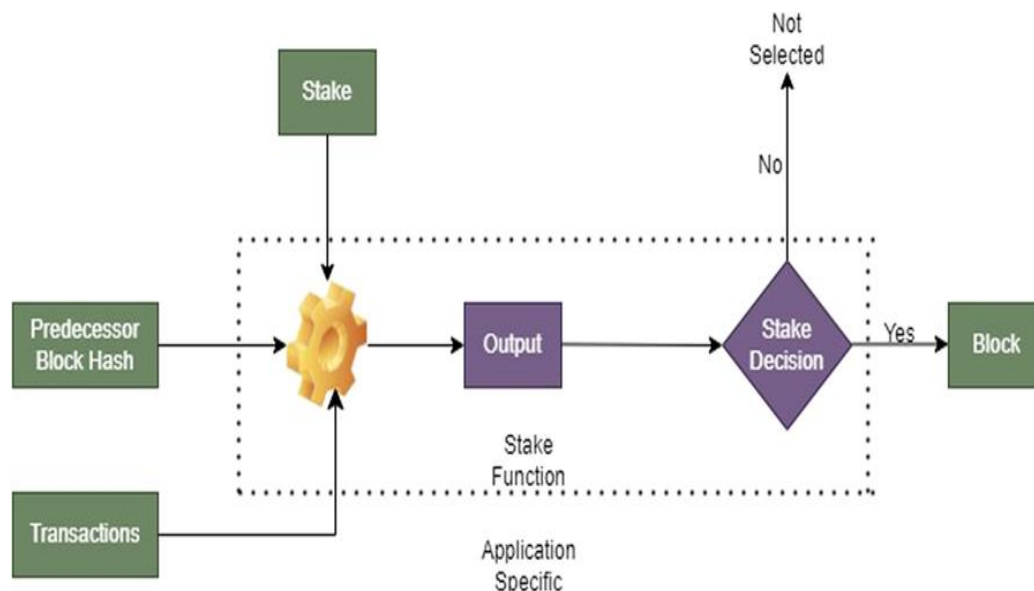 Not
Selected
Stake
No
Predecessor
Block Hash
Output
Stake
Decision
Yes
Block
Stake
Function
Transactions
Application
Specific